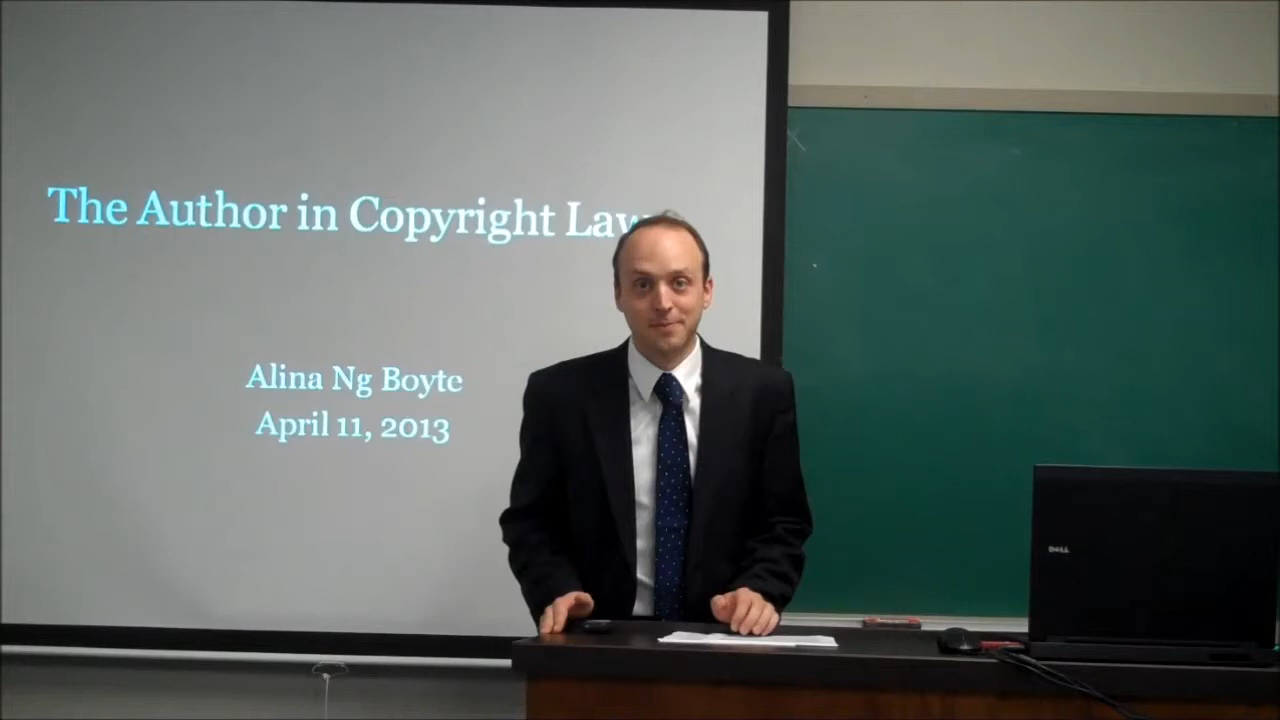 The Author in Copyright Law
Alina Ng Boyte
April 11, 2013
DELL